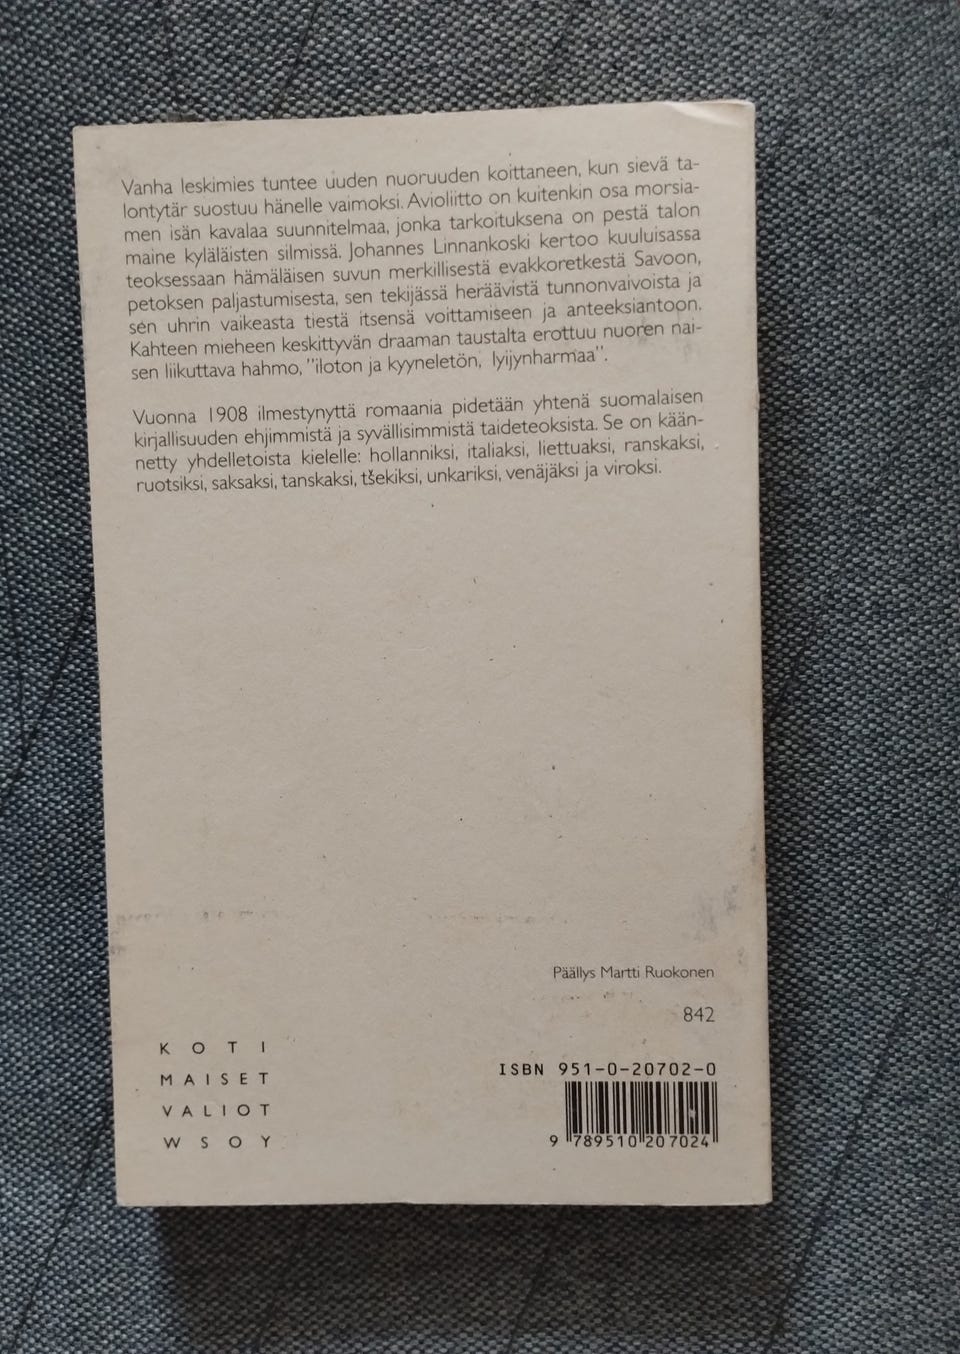 Vanha leskimies tuntee uuden nuoruuden koittaneen, kun sievä ta-
lontytär suostuu hänelle vaimoksi. Avioliitto on kuitenkin osa morsia-
men isän kavalaa suunnitelmaa, jonka tarkoituksena on pestä talon
maine kyläläisten silmissä. Johannes Linnankoski kertoo kuuluisassa
teoksessaan hämäläisen suvun merkillisestä evakkoretkestä Savoon,
petoksen paljastumisesta, sen tekijässä heräävistä tunnonvaivoista ja
sen uhrin vaikeasta tiestä itsensä voittamiseen ja anteeksiantoon.
Kahteen mieheen keskittyvän draaman taustalta erottuu nuoren nai-
sen liikuttava hahmo, "iloton ja kyyneletön, lyijynharmaa".
Vuonna 1908 ilmestynyttä romaania pidetään yhtenä suomalaisen
kirjallisuuden ehjimmistä ja syvällisimmistä taideteoksista. Se on kään-
netty yhdelletoista kielelle: hollanniksi, italiaksi, liettuaksi, ranskaksi,
ruotsiksi, saksaksi, tanskaksi, tšekiksi, unkariksi, venäjäksi ja viroksi.
Päällys Martti Ruokonen
842
KOTI
MAISET
VALIOT
WSOY
ISBN 951-0-20702-0
9 789510 207024